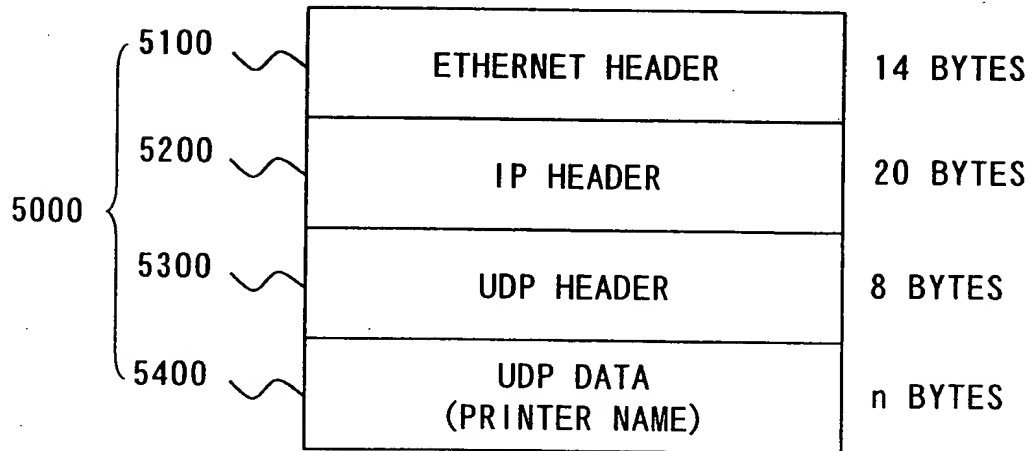 5100 ETHERNET HEADER 14 BYTES
5200 IP HEADER 20 BYTES
5000
5300 UDP HEADER 8 BYTES
5400 UDP DATA
(PRINTER NAME) n BYTES